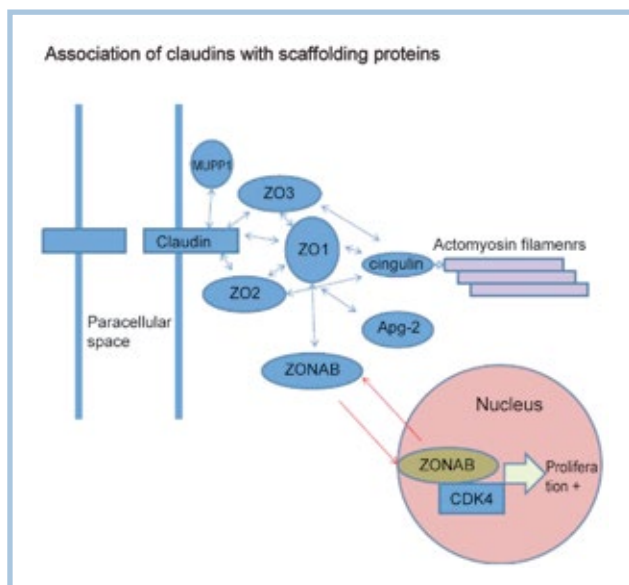 Association of claudins with scaffolding proteins
MUPP1
ZO3
Claudin
ZO1
Actomyosin filamenrs
cingulin
ZO2
Paracellular
space
Apg-2
ZONAB
Nucleus
ZONAB
Prolifera
tion +
CDK4